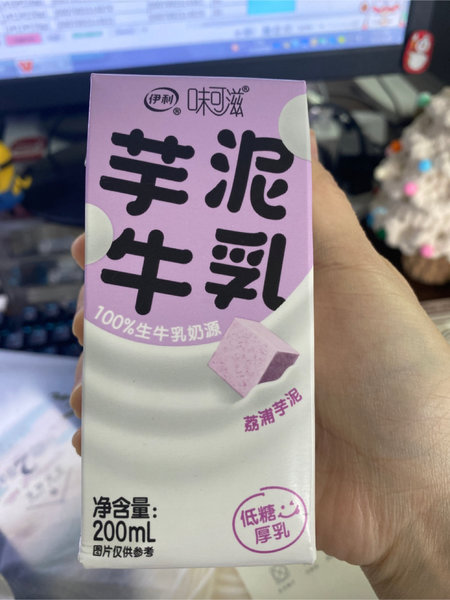 伊利® 味可滋®
芋泥
牛乳
100%生牛乳奶源
荔浦芋泥
净含量:
200mL
图片仅供参考
低糖
厚乳